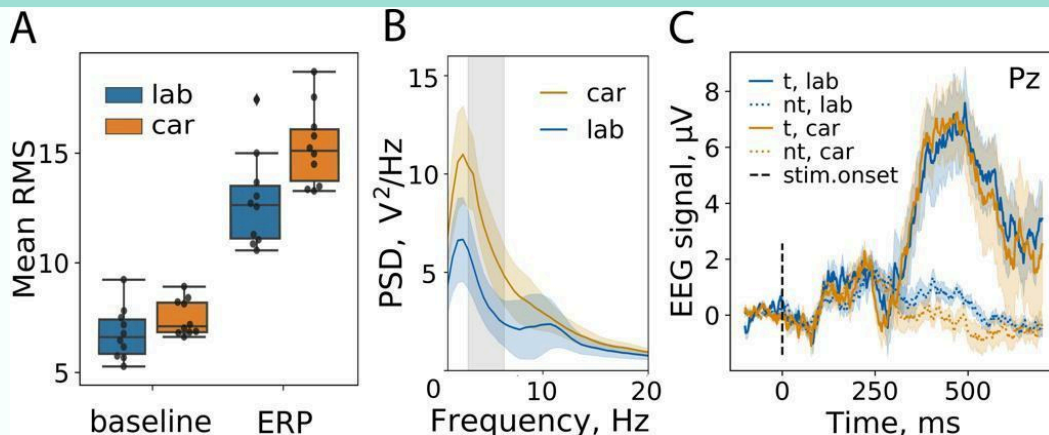 A
lab
car
Mean RMS
15
10
5
baseline
ERP
B
car
lab
PSD, V²/Hz
15
10
5
0
10
20
Frequency, Hz
C
Pz
t, lab
nt, lab
t, car
nt, car
stim.onset
EEG signal, µV
8
6
4
2
0
0
250
500
Time, ms